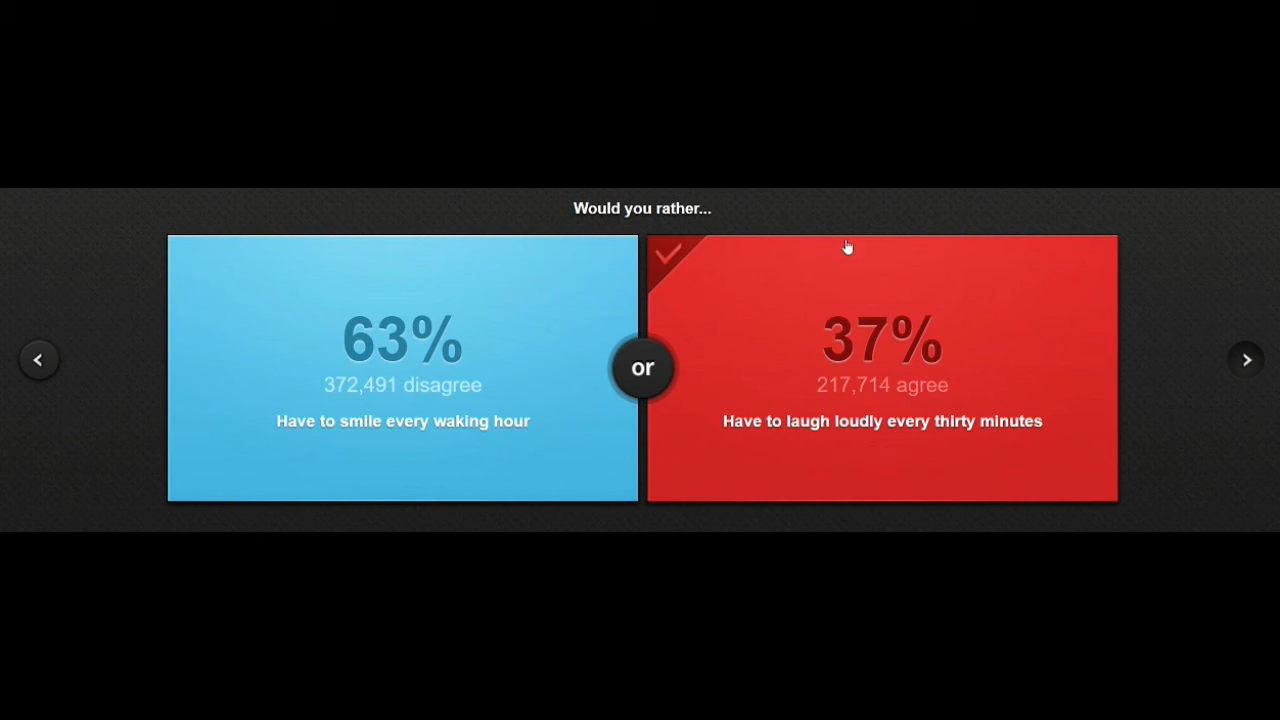 Would you rather...
63%
372,491 disagree
Have to smile every waking hour
or
37%
217,714 agree
Have to laugh loudly every thirty minutes